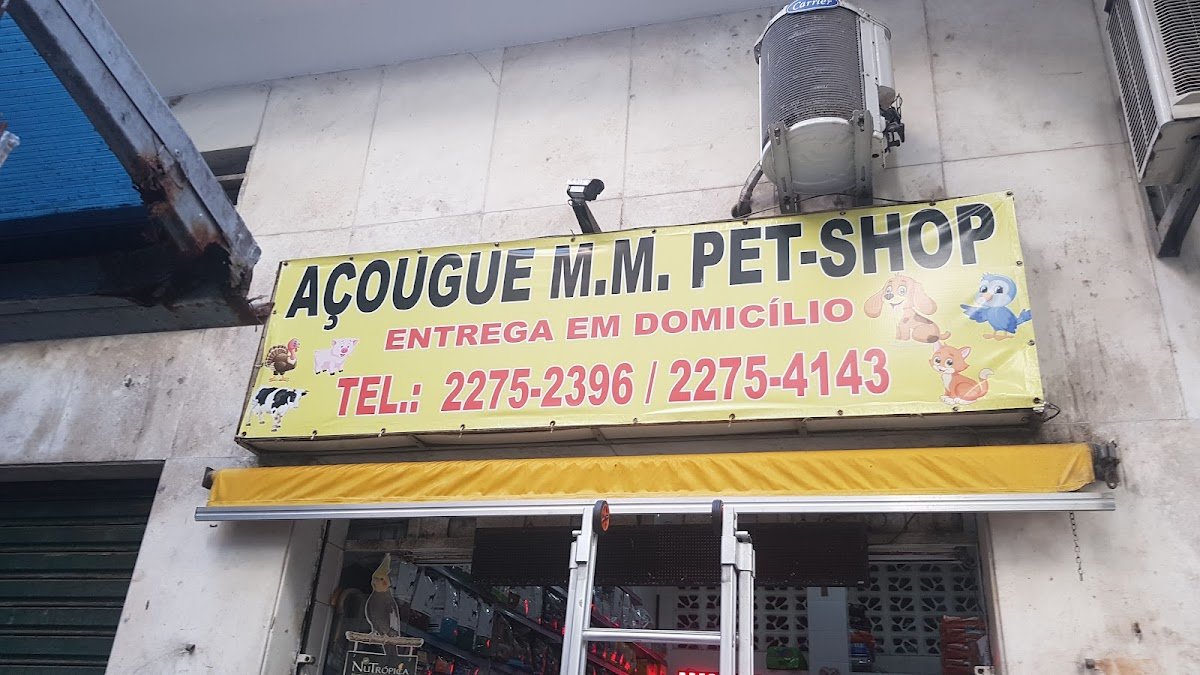 Carrier
AÇOUGUE M.M. PET-SHOP
ENTREGA EM DOMICÍLIO
TEL.: 2275-2396 / 2275-4143
NuTRÓPICA